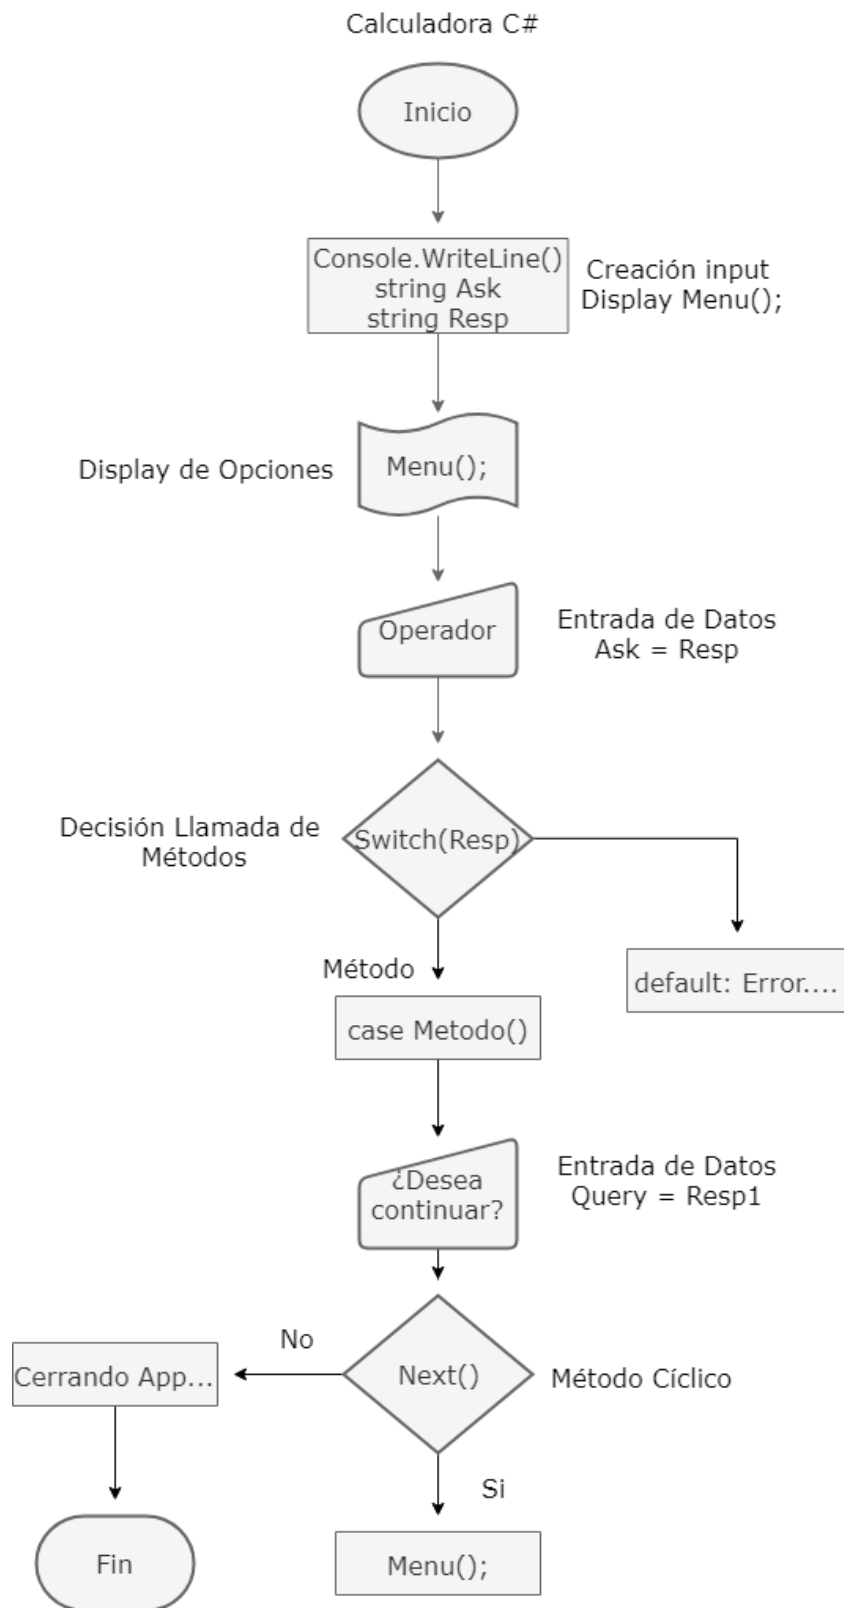 Calculadora C#
Inicio
Console.WriteLine()
string Ask
string Resp
Creación input
Display Menu();
Display de Opciones
Menu();
Operador
Entrada de Datos
Ask = Resp
Decisión Llamada de
Métodos
Switch(Resp)
Método
default: Error....
case Metodo()
¿Desea
continuar?
Entrada de Datos
Query = Resp1
No
Cerrando App...
Next()
Método Cíclico
Si
Fin
Menu();